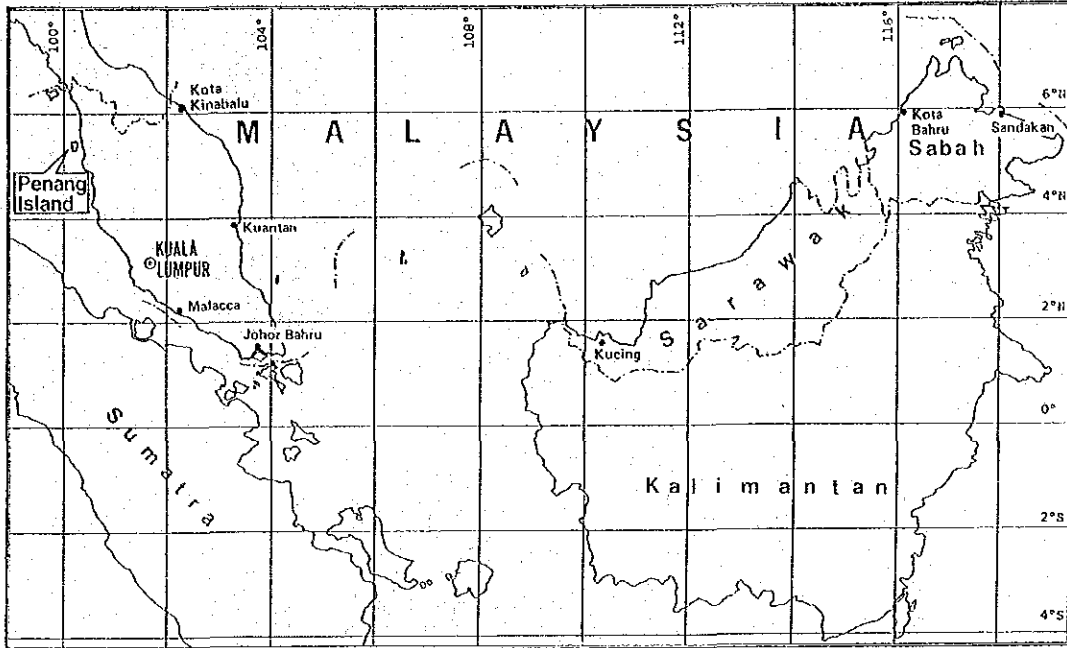 100°
104°
108°
112°
116°
Kota
Kinabalu
6°N
MALAYSIA
Kota
Bahru
Sandakan
Sabah
Penang
Island
4°N
Kuantan
KUALA
LUMPUR
Sarawak
Malacca
2°N
Johor Bahru
Kucing
0°
Sumatra
Kalimantan
2°S
4°S